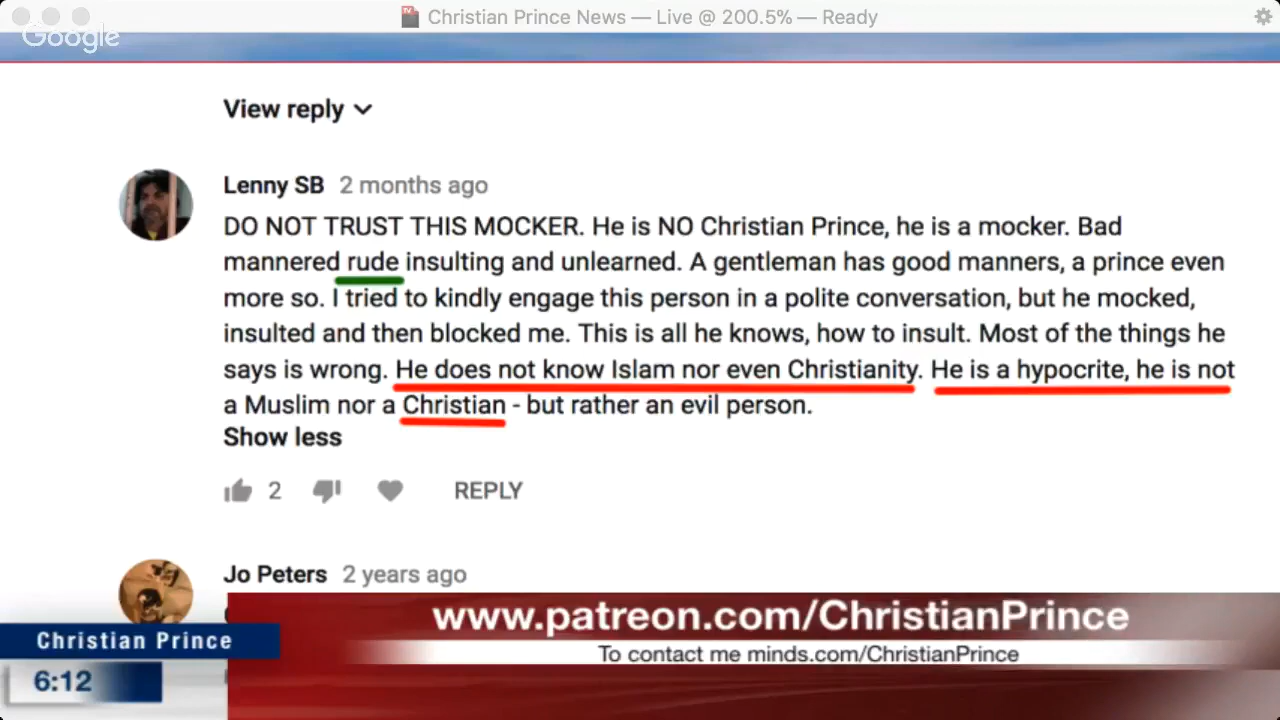 Christian Prince News — Live @ 200.5% — Ready
Google
View reply
Lenny SB 2 months ago
DO NOT TRUST THIS MOCKER. He is NO Christian Prince, he is a mocker. Bad
mannered rude insulting and unlearned. A gentleman has good manners, a prince even
more so. I tried to kindly engage this person in a polite conversation, but he mocked,
insulted and then blocked me. This is all he knows, how to insult. Most of the things he
says is wrong. He does not know Islam nor even Christianity. He is a hypocrite, he is not
a Muslim nor a Christian - but rather an evil person.
Show less
2 REPLY
Jo Peters 2 years ago
www.patreon.com/ChristianPrince
Christian Prince
To contact me minds.com/ChristianPrince
6:12